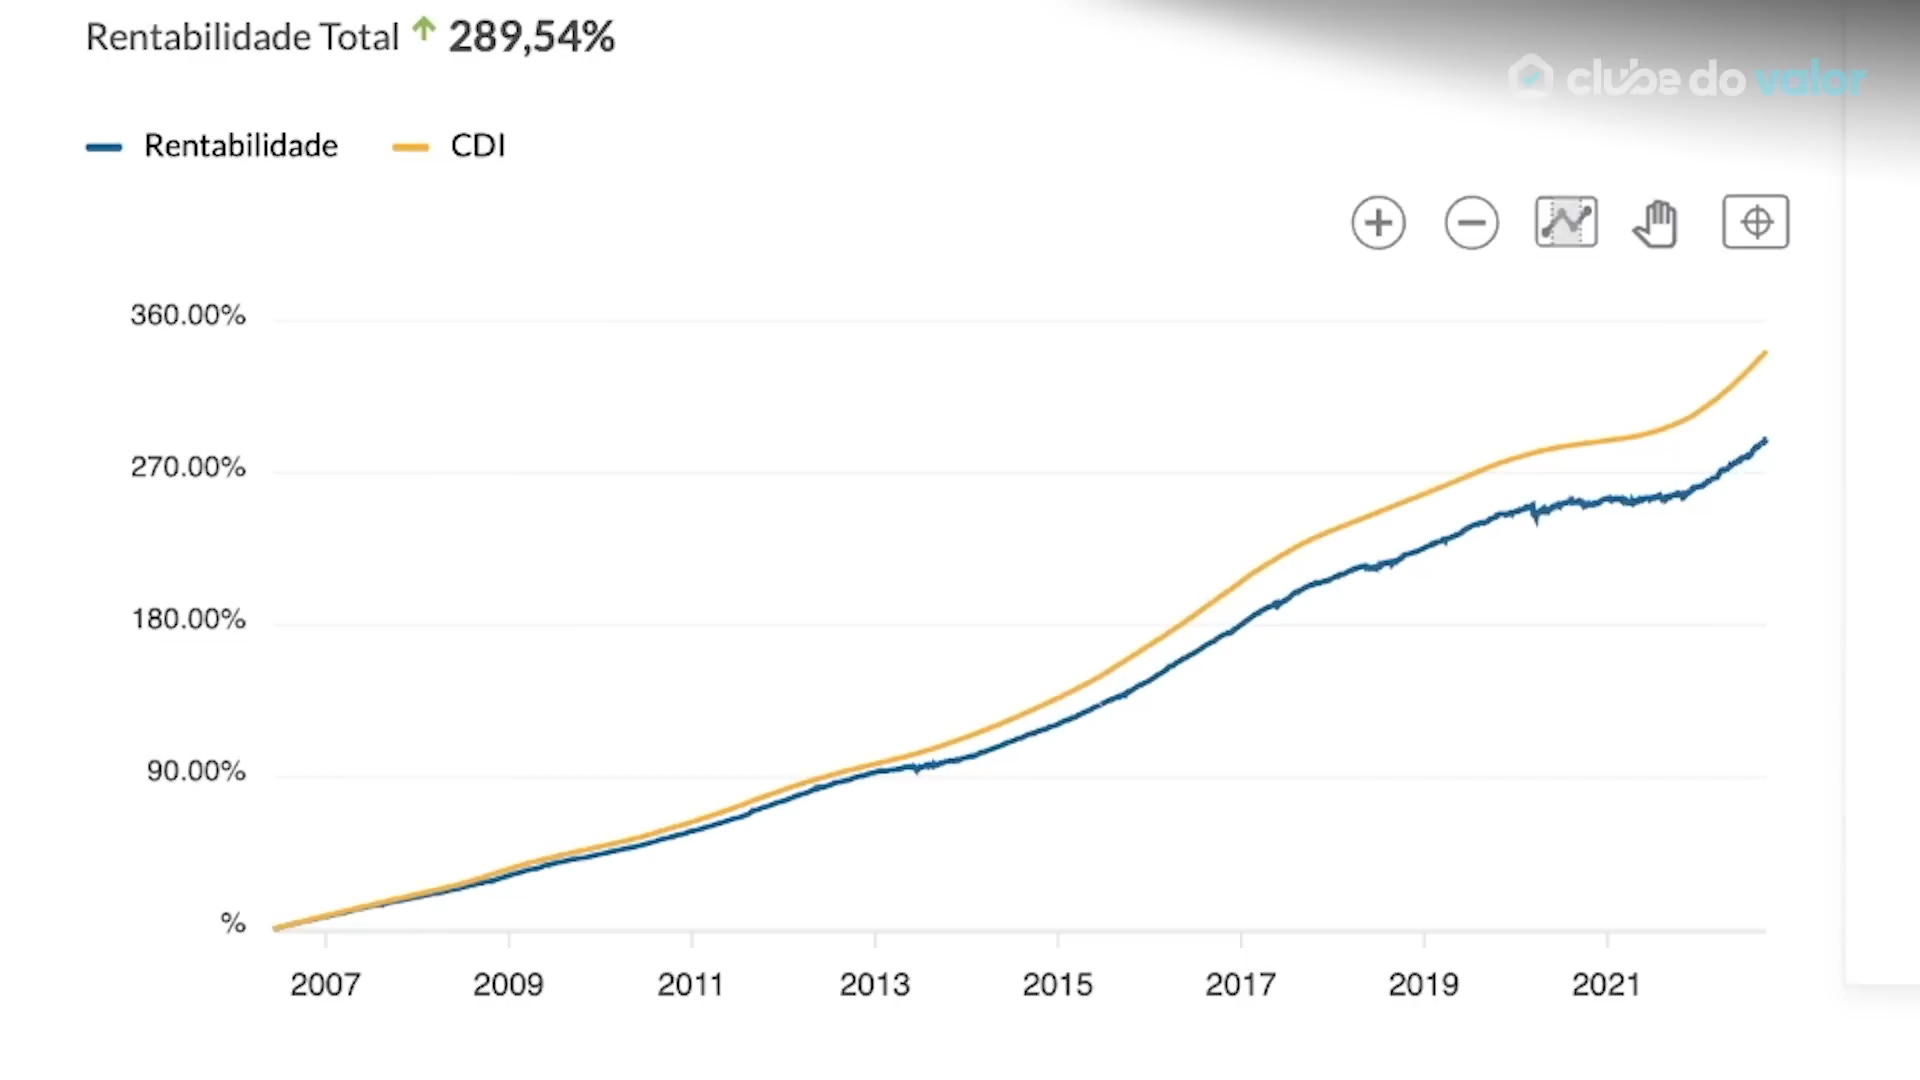 Rentabilidade Total 289,54%
clube do valor
Rentabilidade CDI
360.00%
270.00%
180.00%
90.00%
%
2007 2009 2011 2013 2015 2017 2019 2021